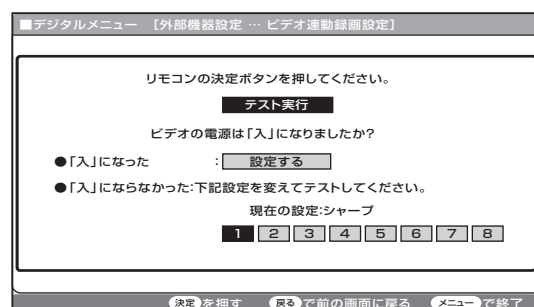 ■デジタルメニュー [外部機器設定 … ビデオ連動録画設定]
リモコンの決定ボタンを押してください。
テスト実行
ビデオの電源は「入」になりましたか?
●「入」になった :設定する
●「入」にならなかった:下記設定を変えてテストしてください。
現在の設定:シャープ
1 2 3 4 5 6 7 8
決定を押す 戻るで前の画面に戻る メニューで終了